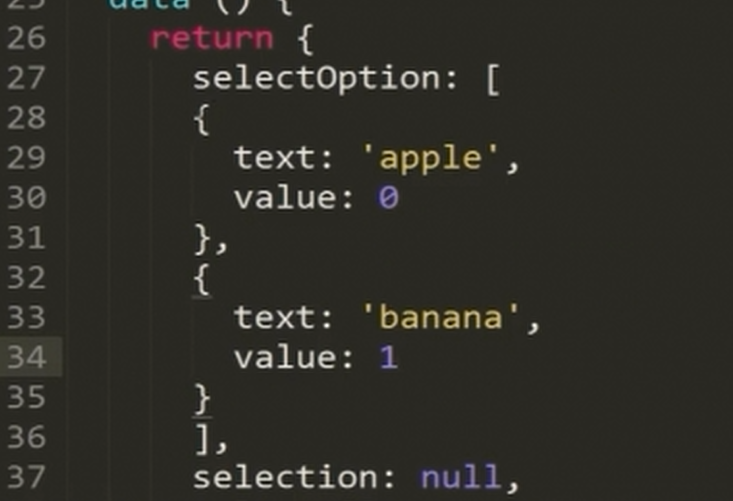 25 data () {
26 return {
27 selectOption: [
28 {
29 text: 'apple',
30 value: 0
31 },
32 {
33 text: 'banana',
34 value: 1
35 }
36 ],
37 selection: null,